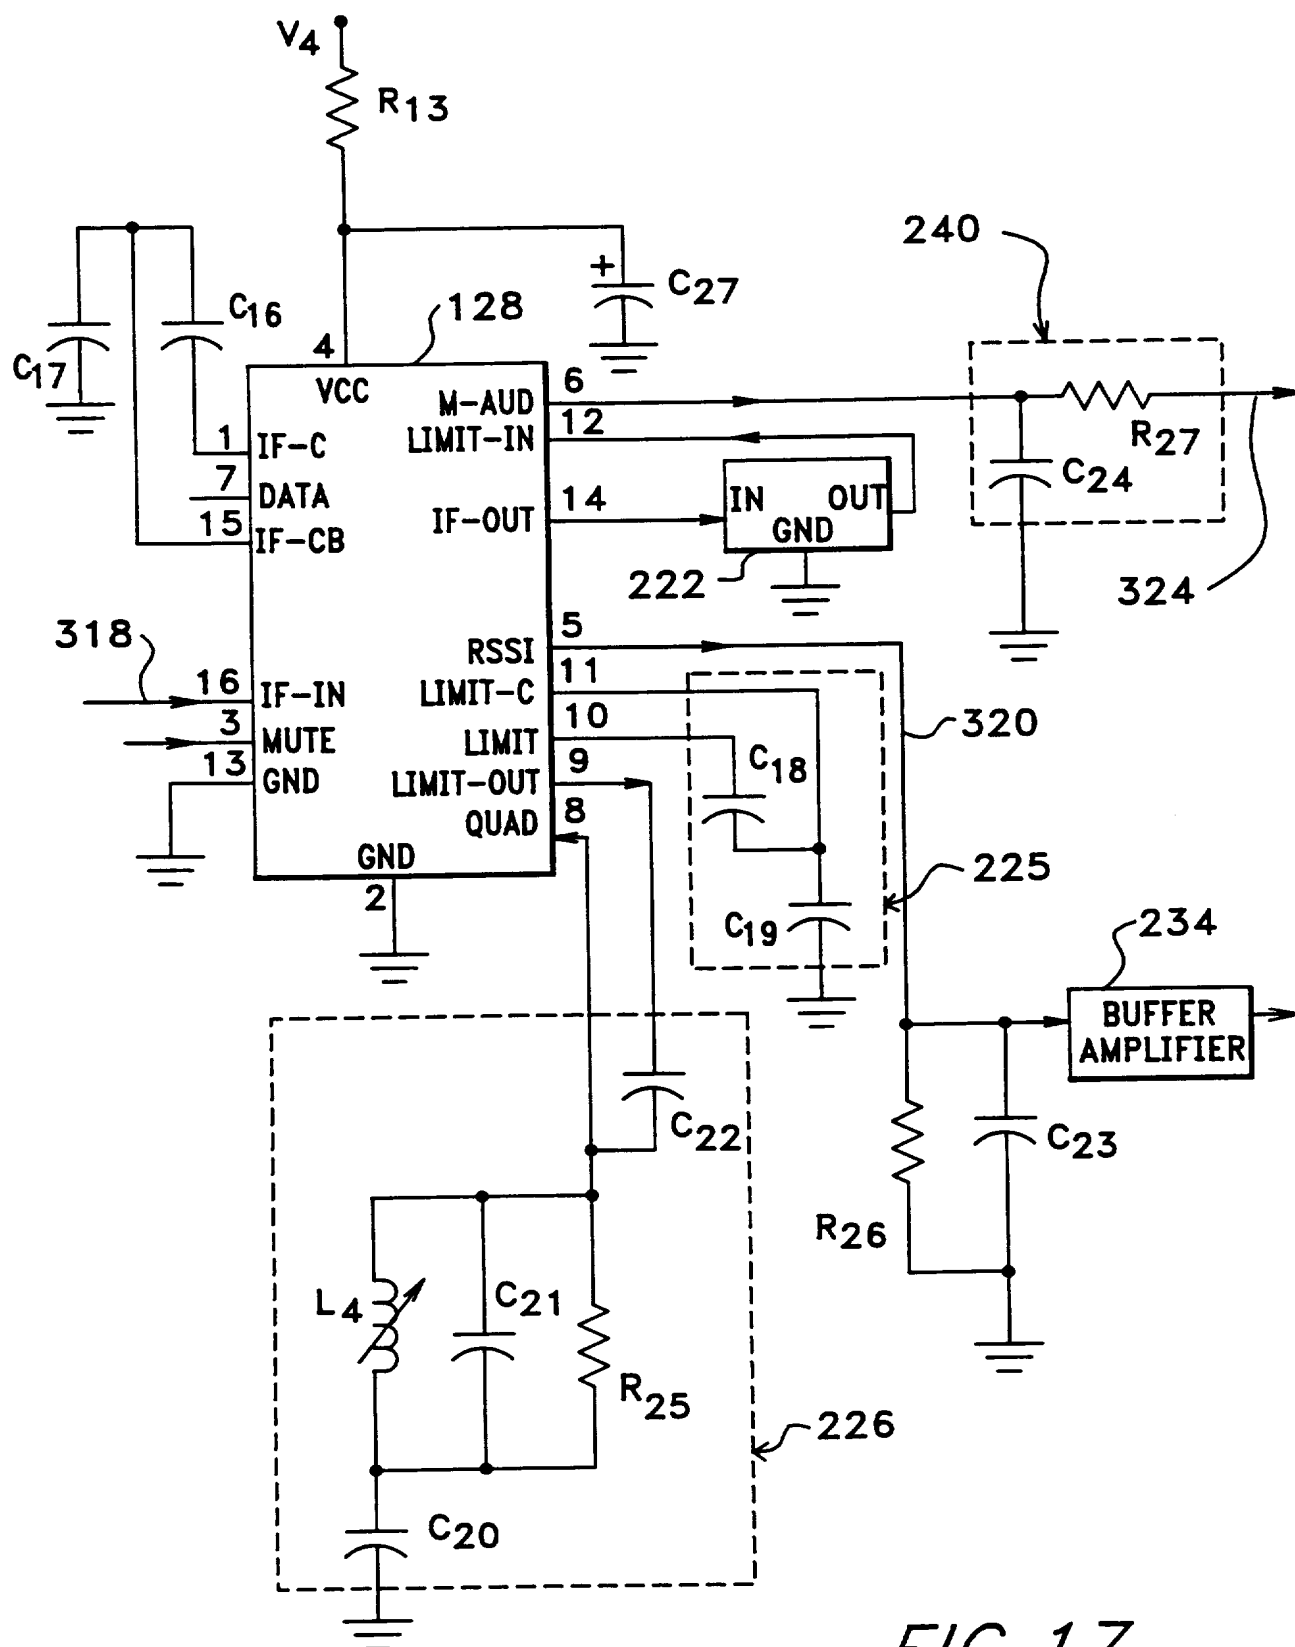 V4
R13
240
+
C27
C16
128
C17
4
VCC
6
M-AUD
12
LIMIT-IN
R27
C24
1
IF-C
7
DATA
15
IF-CB
14
IF-OUT
IN
OUT
GND
222
324
318
5
RSSI
11
LIMIT-C
16
IF-IN
3
MUTE
13
GND
10
LIMIT
9
LIMIT-OUT
8
QUAD
320
C18
GND
2
225
C19
234
BUFFER
AMPLIFIER
C22
C23
R26
L4
C21
R25
226
C20
FIG. 17